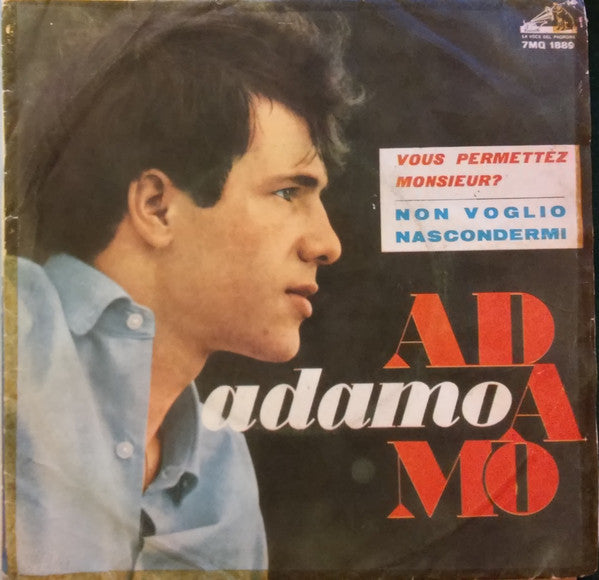 LA VOCE DEL PADRONE
7MQ 1889
VOUS PERMETTEZ
MONSIEUR?
NON VOGLIO
NASCONDERMI
AD
adamo A
MO